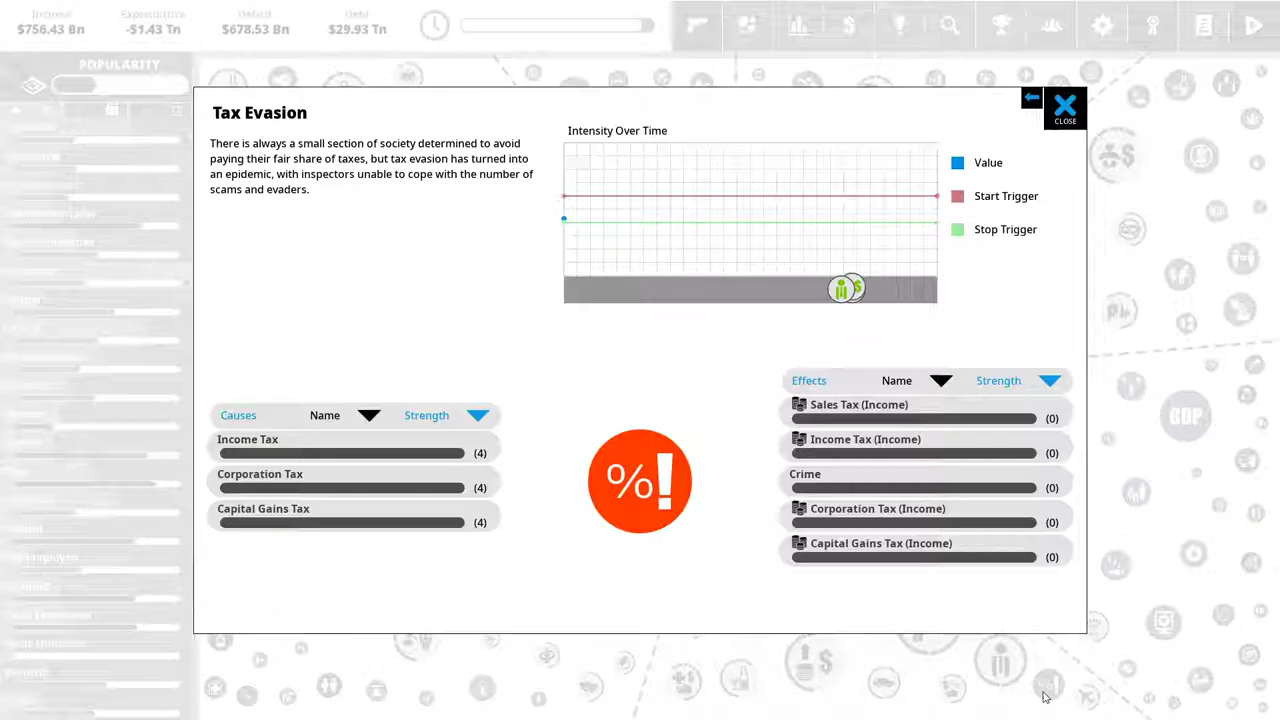 Income
Expenditure
Deficit
Debt
$756.43 Bn
-$1.43 Tn
$678.53 Bn
$29.93 Tn
POPULARITY
Tax Evasion
CLOSE
There is always a small section of society determined to avoid
paying their fair share of taxes, but tax evasion has turned into
an epidemic, with inspectors unable to cope with the number of
scams and evaders.
Intensity Over Time
Value
Start Trigger
Stop Trigger
Causes
Name
Strength
Income Tax
(4)
Corporation Tax
(4)
Capital Gains Tax
(4)
%!
Effects
Name
Strength
Sales Tax (Income)
(0)
Income Tax (Income)
(0)
Crime
(0)
Corporation Tax (Income)
(0)
Capital Gains Tax (Income)
(0)
GDP